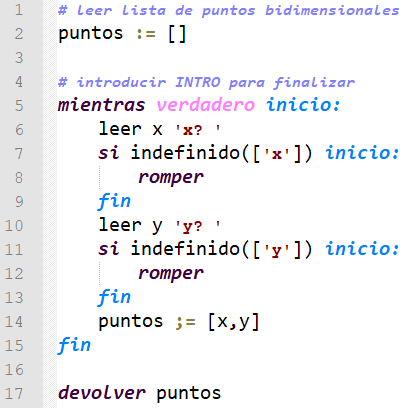 1 # leer lista de puntos bidimensionales
2 puntos := []
3
4 # introducir INTRO para finalizar
5 mientras verdadero inicio:
6 leer x 'x? '
7 si indefinido(['x']) inicio:
8 romper
9 fin
10 leer y 'y? '
11 si indefinido(['y']) inicio:
12 romper
13 fin
14 puntos ;= [x,y]
15 fin
16
17 devolver puntos